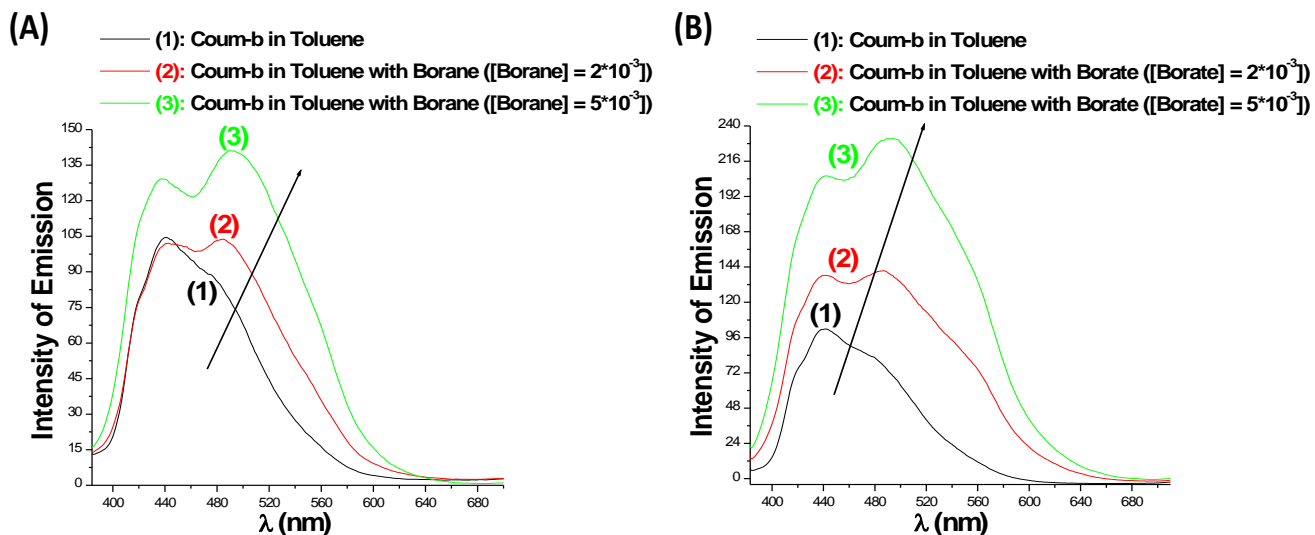 (A)
(1): Coum-b in Toluene
(2): Coum-b in Toluene with Borane ([Borane] = 2*10⁻³])
(3): Coum-b in Toluene with Borane ([Borane] = 5*10⁻³])
150
135
120
105
90
75
60
45
30
15
0
Intensity of Emission
(3)
(2)
(1)
400 440 480 520 560 600 640 680
λ (nm)
(B)
(1): Coum-b in Toluene
(2): Coum-b in Toluene with Borate ([Borate] = 2*10⁻³])
(3): Coum-b in Toluene with Borate ([Borate] = 5*10⁻³])
240
216
192
168
144
120
96
72
48
24
0
Intensity of Emission
(3)
(2)
(1)
400 440 480 520 560 600 640 680
λ (nm)